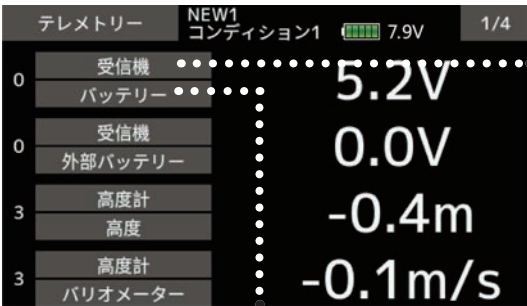 テレメトリー
NEW1
コンディション1
7.9V
1/4
0
受信機
バッテリー
5.2V
0
受信機
外部バッテリー
0.0V
3
高度計
高度
-0.4m
3
高度計
バリオメーター
-0.1m/s